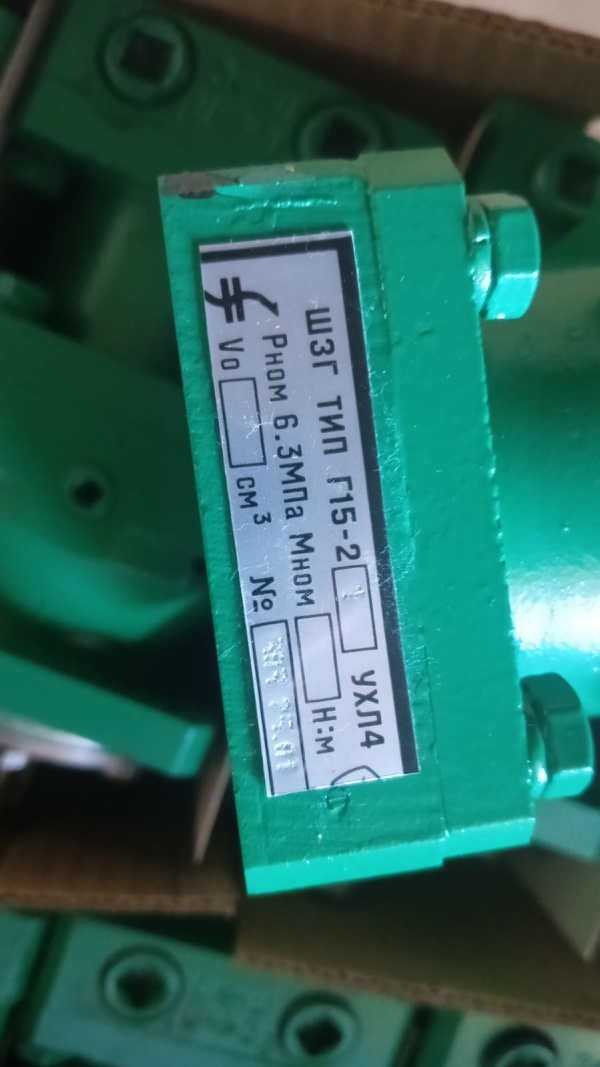 ШЗГ ТИП Г15-2 УХЛ4
Рном 6.3МПа Мном Н:м
Vo см³ №